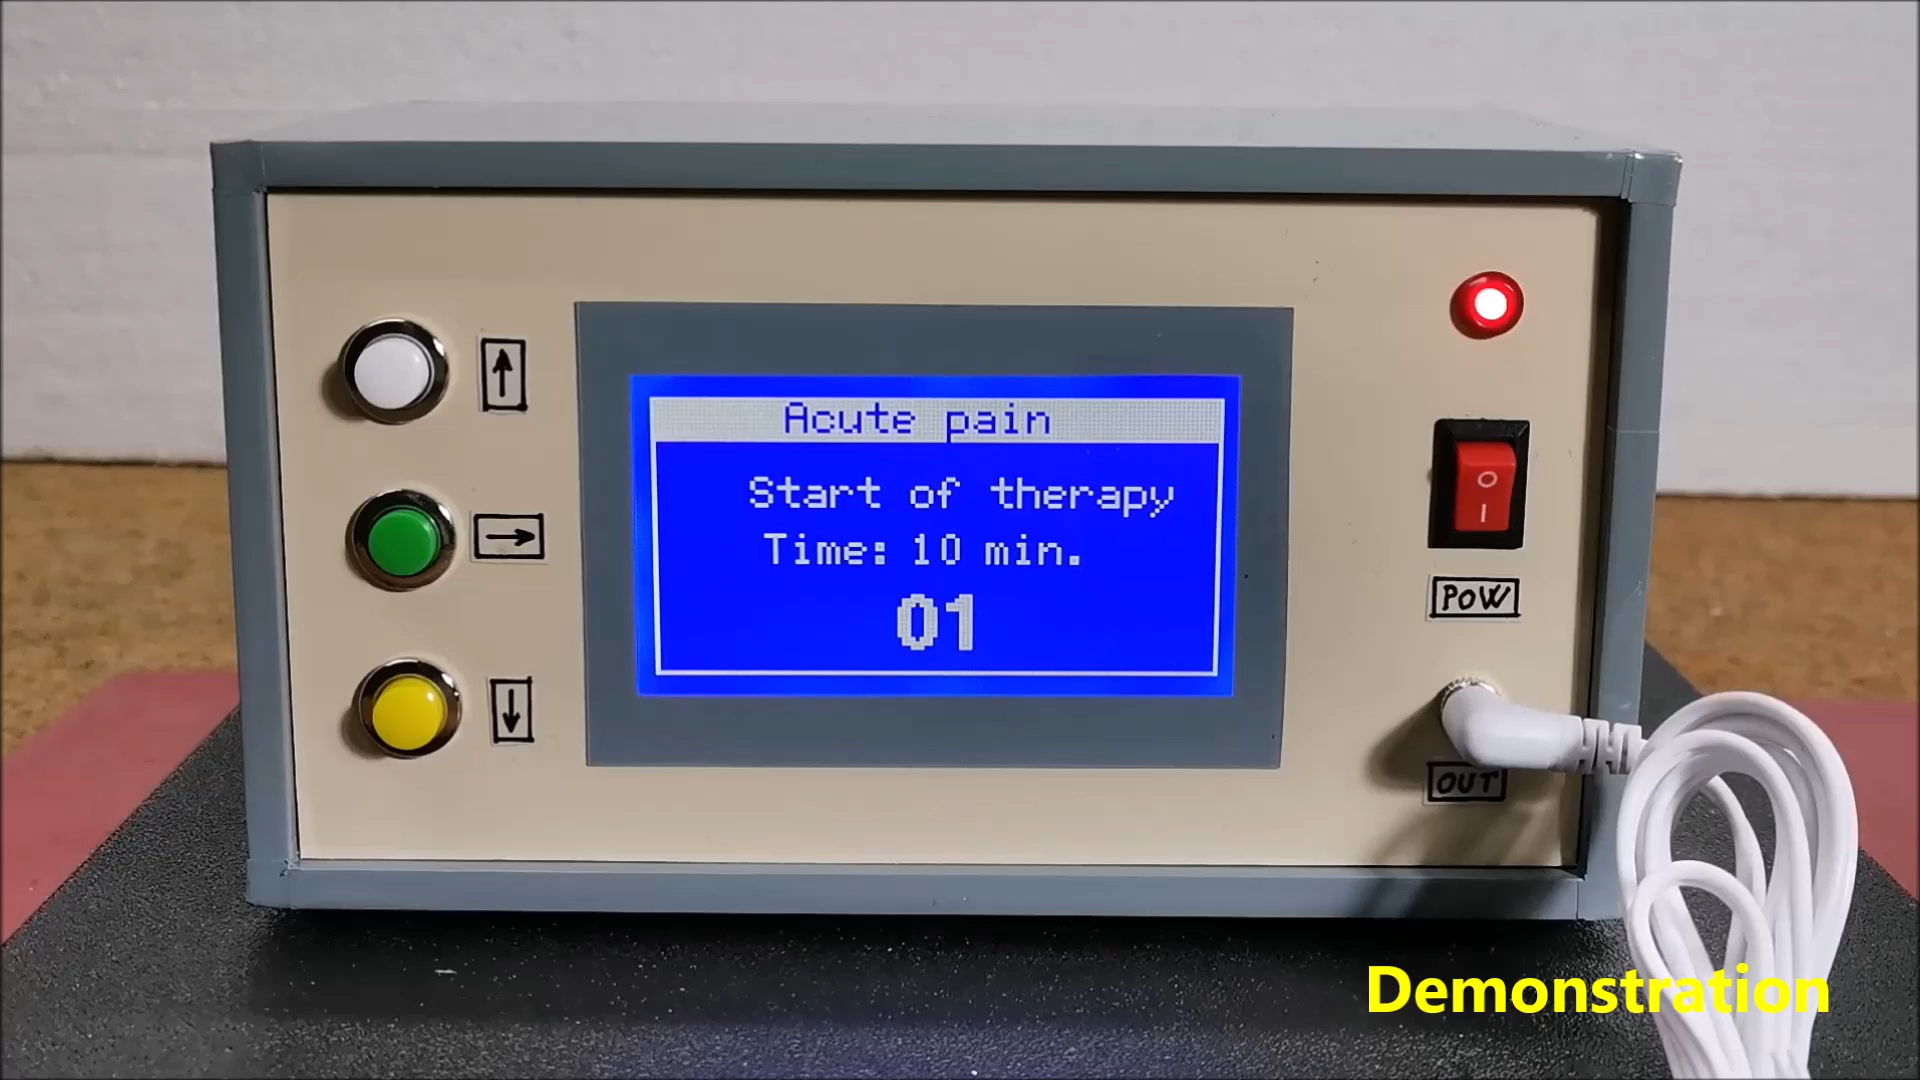 Acute pain
Start of therapy
Time: 10 min.
01
O
I
POW
OUT
Demonstration